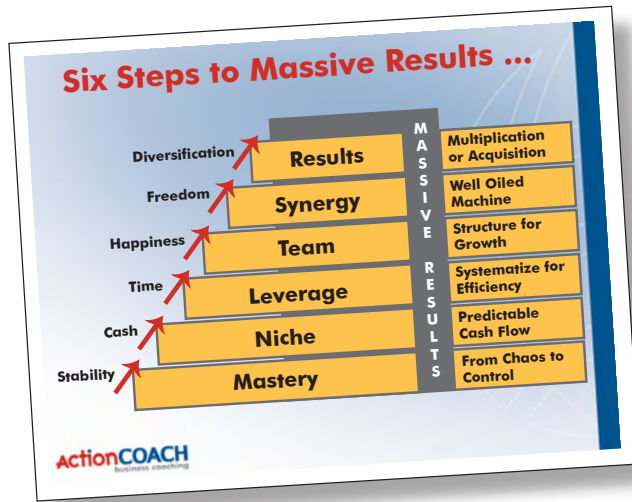 Six Steps to Massive Results ...
Diversification
Results
Multiplication
or Acquisition
Freedom
Synergy
Well Oiled
Machine
Happiness
Team
Structure for
Growth
Time
Leverage
Systematize for
Efficiency
Cash
Niche
Predictable
Cash Flow
Stability
Mastery
From Chaos to
Control
MASSIVE RESULTS
ActionCOACH
business coaching